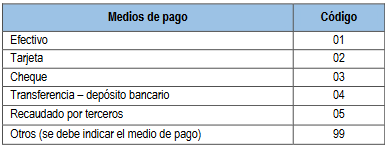 Medios de pago Código
Efectivo 01
Tarjeta 02
Cheque 03
Transferencia – depósito bancario 04
Recaudado por terceros 05
Otros (se debe indicar el medio de pago) 99